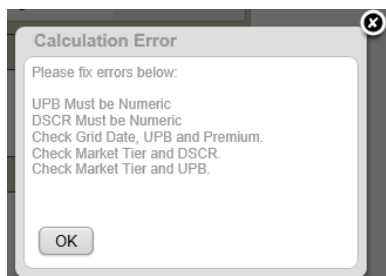 Calculation Error
Please fix errors below:
UPB Must be Numeric
DSCR Must be Numeric
Check Grid Date, UPB and Premium.
Check Market Tier and DSCR.
Check Market Tier and UPB.
OK